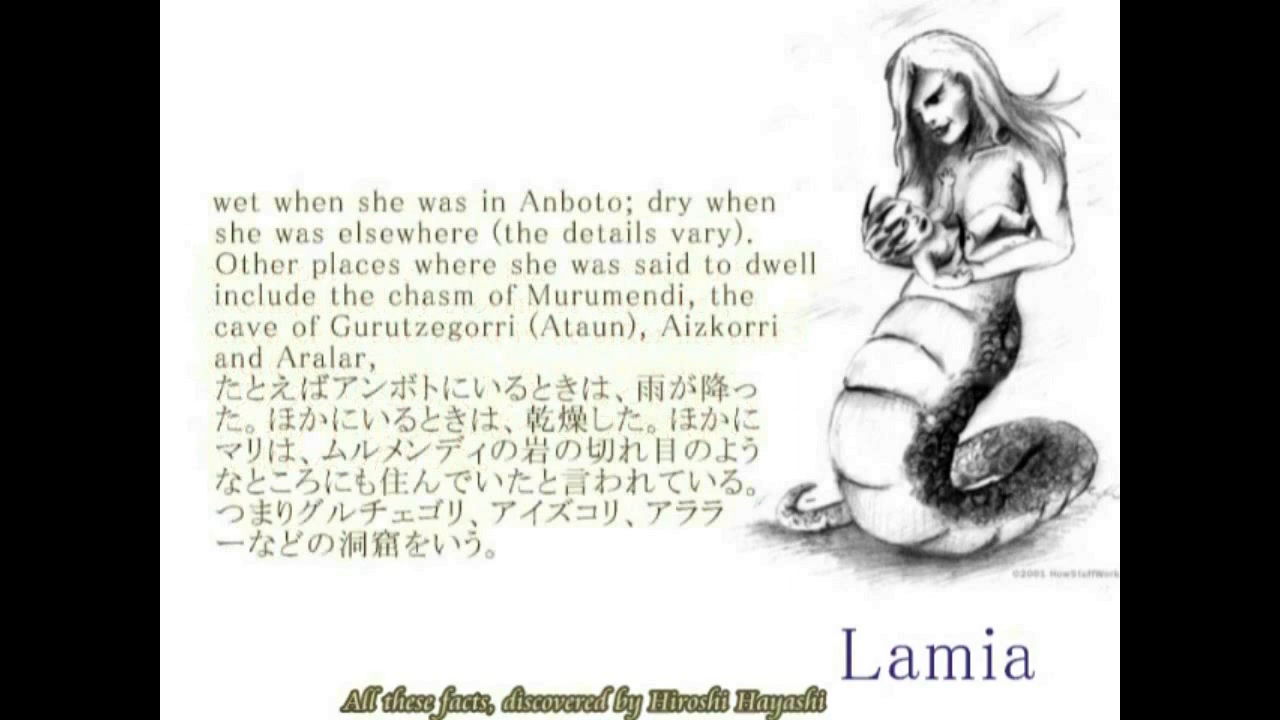 wet when she was in Anboto; dry when
she was elsewhere (the details vary).
Other places where she was said to dwell
include the chasm of Murumendi, the
cave of Gurutzegorri (Ataun), Aizkorri
and Aralar,
たとえばアンボトにいるときは、雨が降っ
た。ほかにいるときは、乾燥した。ほかに
マリは、ムルメンディの岩の切れ目のよう
なところにも住んでいたと言われている。
つまりグルチェゴリ、アイズコリ、アララ
ーなどの洞窟をいう。
©2001 HowStuffWork
Lamia
All these facts, discovered by Hiroshi Hayashi